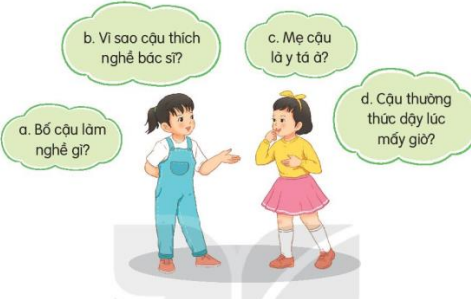 b. Vì sao cậu thích
nghề bác sĩ?
c. Mẹ cậu
là y tá à?
a. Bố cậu làm
nghề gì?
d. Cậu thường
thức dậy lúc
mấy giờ?